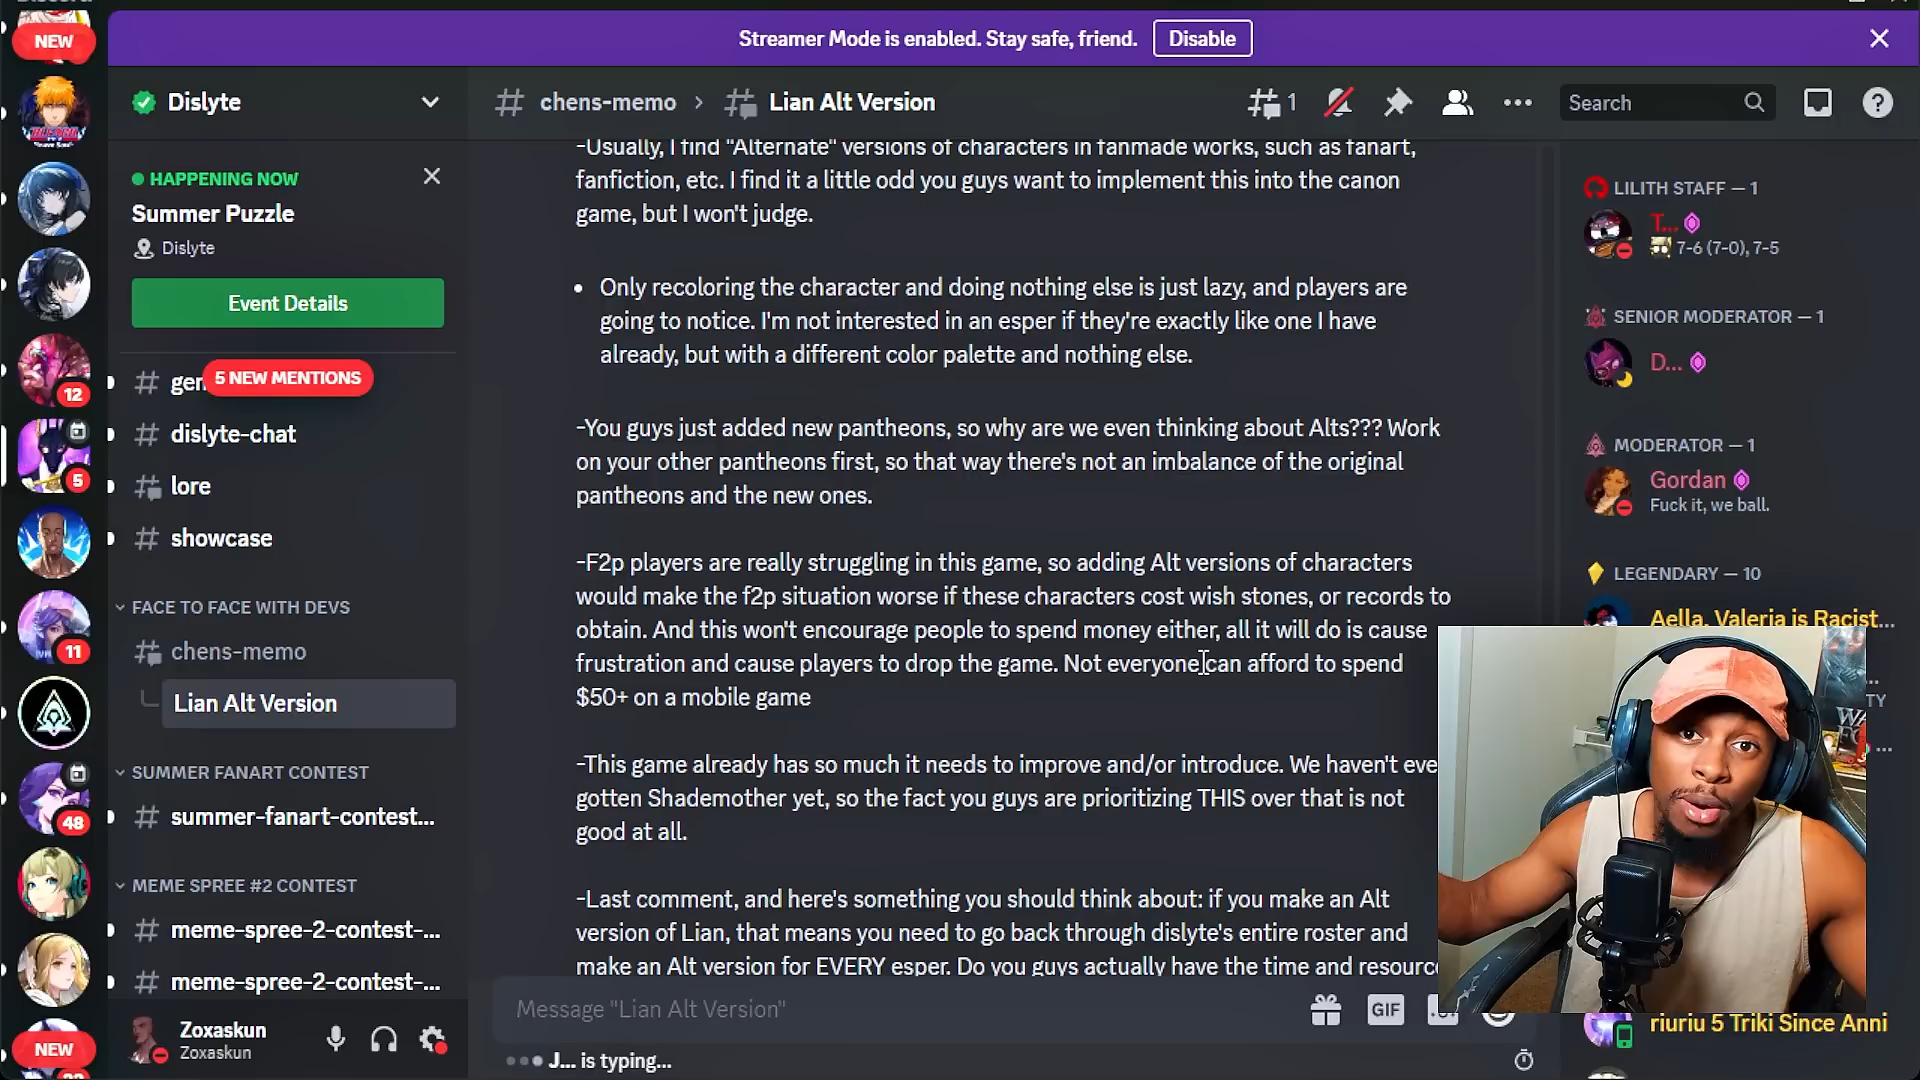 NEW
Streamer Mode is enabled. Stay safe, friend.
Disable
Dislyte
chens-memo
Lian Alt Version
1
Search
HAPPENING NOW
Summer Puzzle
Dislyte
Event Details
5 NEW MENTIONS
dislyte-chat
lore
showcase
FACE TO FACE WITH DEVS
chens-memo
Lian Alt Version
SUMMER FANART CONTEST
summer-fanart-contest...
MEME SPREE #2 CONTEST
meme-spree-2-contest-...
meme-spree-2-contest-...
12
5
11
48
NEW
Zoxaskun
Zoxaskun
-Usually, I find "Alternate" versions of characters in fanmade works, such as fanart,
fanfiction, etc. I find it a little odd you guys want to implement this into the canon
game, but I won't judge.
• Only recoloring the character and doing nothing else is just lazy, and players are
going to notice. I'm not interested in an esper if they're exactly like one I have
already, but with a different color palette and nothing else.
-You guys just added new pantheons, so why are we even thinking about Alts??? Work
on your other pantheons first, so that way there's not an imbalance of the original
pantheons and the new ones.
-F2p players are really struggling in this game, so adding Alt versions of characters
would make the f2p situation worse if these characters cost wish stones, or records to
obtain. And this won't encourage people to spend money either, all it will do is cause
frustration and cause players to drop the game. Not everyone can afford to spend
$50+ on a mobile game
-This game already has so much it needs to improve and/or introduce. We haven't eve
gotten Shademother yet, so the fact you guys are prioritizing THIS over that is not
good at all.
-Last comment, and here's something you should think about: if you make an Alt
version of Lian, that means you need to go back through dislyte's entire roster and
make an Alt version for EVERY esper. Do you guys actually have the time and resourc
Message "Lian Alt Version"
GIF
J... is typing...
LILITH STAFF — 1
T...
7-6 (7-0), 7-5
SENIOR MODERATOR — 1
D...
MODERATOR — 1
Gordan
Fuck it, we ball.
LEGENDARY — 10
Aella, Valeria is Racist...
TY
riuriu 5 Triki Since Anni